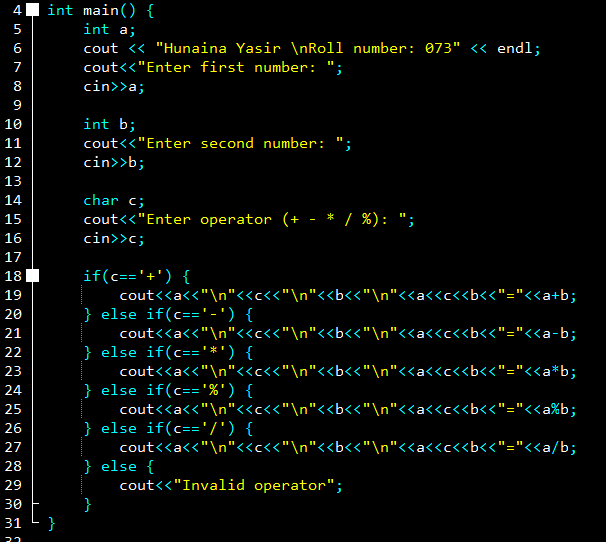 4 int main() {
5 int a;
6 cout << "Hunaina Yasir \nRoll number: 073" << endl;
7 cout<<"Enter first number: ";
8 cin>>a;
9
10 int b;
11 cout<<"Enter second number: ";
12 cin>>b;
13
14 char c;
15 cout<<"Enter operator (+ - * / %): ";
16 cin>>c;
17
18 if(c=='+') {
19 cout<<a<<"\n"<<c<<"\n"<<b<<"\n"<<a<<c<<b<<"="<<a+b;
20 } else if(c=='-') {
21 cout<<a<<"\n"<<c<<"\n"<<b<<"\n"<<a<<c<<b<<"="<<a-b;
22 } else if(c=='*') {
23 cout<<a<<"\n"<<c<<"\n"<<b<<"\n"<<a<<c<<b<<"="<<a*b;
24 } else if(c=='%') {
25 cout<<a<<"\n"<<c<<"\n"<<b<<"\n"<<a<<c<<b<<"="<<a%b;
26 } else if(c=='/') {
27 cout<<a<<"\n"<<c<<"\n"<<b<<"\n"<<a<<c<<b<<"="<<a/b;
28 } else {
29 cout<<"Invalid operator";
30 }
31 }
32